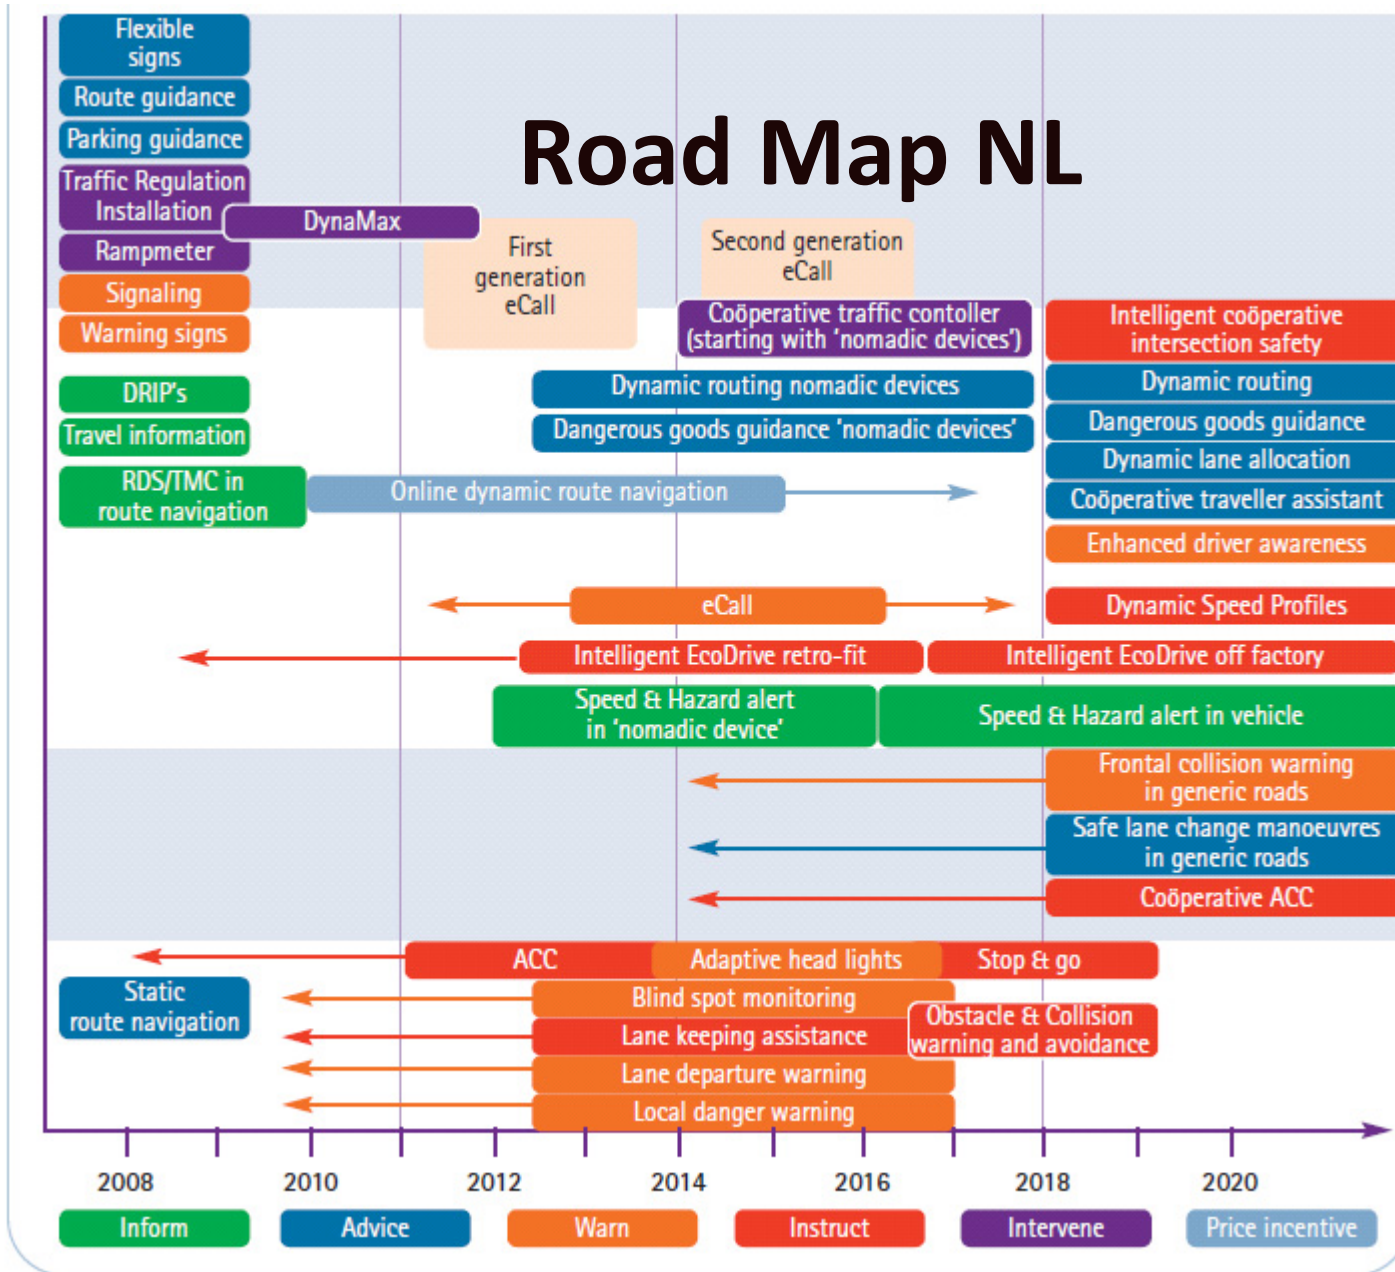 Flexible
signs
Route guidance
Parking guidance
Road Map NL
Traffic Regulation
Installation
DynaMax
Rampmeter
First
generation
eCall
Second generation
eCall
Signaling
Warning signs
Coöperative traffic contoller
(starting with ‘nomadic devices’)
Intelligent coöperative
intersection safety
DRIP's
Dynamic routing nomadic devices
Dynamic routing
Travel information
Dangerous goods guidance ‘nomadic devices’
Dangerous goods guidance
Dynamic lane allocation
RDS/TMC in
route navigation
Online dynamic route navigation
Coöperative traveller assistant
Enhanced driver awareness
eCall
Dynamic Speed Profiles
Intelligent EcoDrive retro-fit
Intelligent EcoDrive off factory
Speed & Hazard alert
in ‘nomadic device’
Speed & Hazard alert in vehicle
Frontal collision warning
in generic roads
Safe lane change manoeuvres
in generic roads
Coöperative ACC
ACC
Adaptive head lights
Stop & go
Static
route navigation
Blind spot monitoring
Obstacle & Collision
warning and avoidance
Lane keeping assistance
Lane departure warning
Local danger warning
2008 2010 2012 2014 2016 2018 2020
Inform Advice Warn Instruct Intervene Price incentive